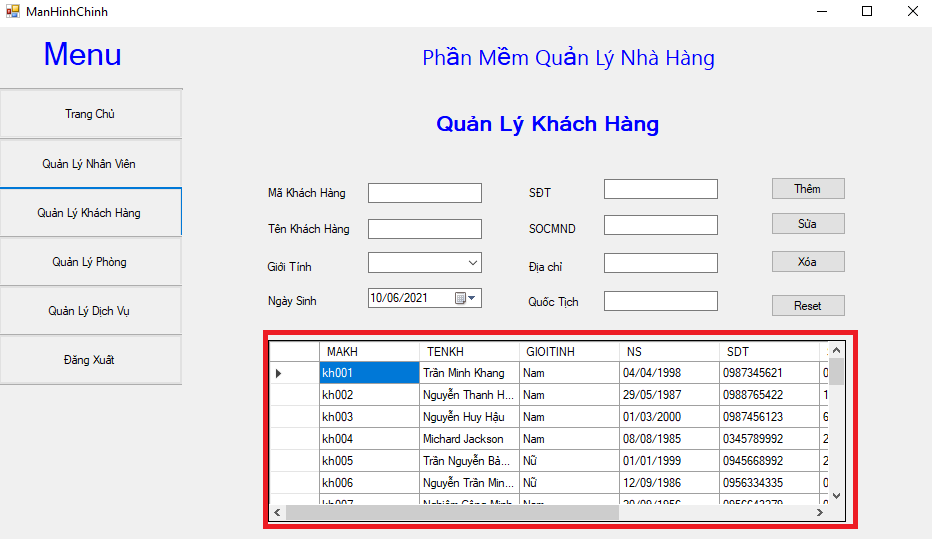 ManHinhChinh
Menu
Phần Mềm Quản Lý Nhà Hàng
Trang Chủ
Quản Lý Nhân Viên
Quản Lý Khách Hàng
Quản Lý Phòng
Quản Lý Dịch Vụ
Đăng Xuất
Quản Lý Khách Hàng
Mã Khách Hàng
SĐT
Thêm
Tên Khách Hàng
SOCMND
Sửa
Giới Tính
Địa chỉ
Xóa
Ngày Sinh
10/06/2021
Quốc Tịch
Reset
MAKH TENKH GIOITINH NS SDT
kh001 Trần Minh Khang Nam 04/04/1998 0987345621 0
kh002 Nguyễn Thanh H... Nam 29/05/1987 0988765422 1
kh003 Nguyễn Huy Hậu Nam 01/03/2000 0987456123 6
kh004 Michard Jackson Nam 08/08/1985 0345789992 2
kh005 Trần Nguyễn Bả... Nữ 01/01/1999 0945668992 2
kh006 Nguyễn Trần Min... Nữ 12/09/1986 0956334335 0
kh007 Nghiêm Công Minh Nam